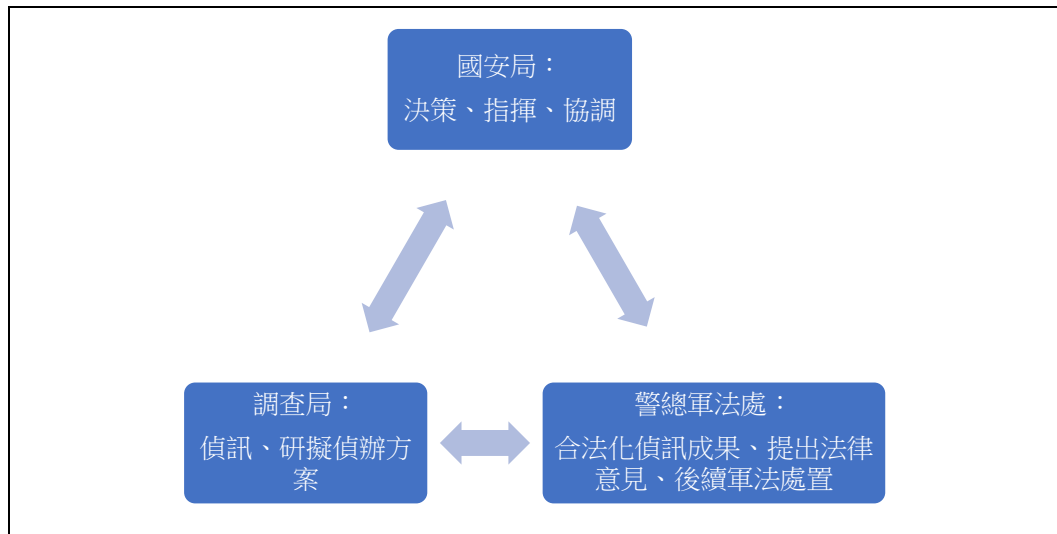 國安局：
決策、指揮、協調
調查局：
偵訊、研擬偵辦方
案
警總軍法處：
合法化偵訊成果、提出法律
意見、後續軍法處置